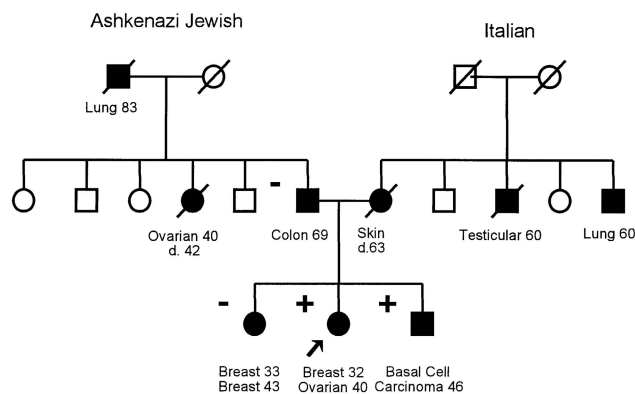 Ashkenazi Jewish
Italian
Lung 83
-
Ovarian 40
d. 42
Colon 69
Skin
d.63
Testicular 60
Lung 60
-
+
+
Breast 33
Breast 43
Breast 32
Ovarian 40
Basal Cell
Carcinoma 46